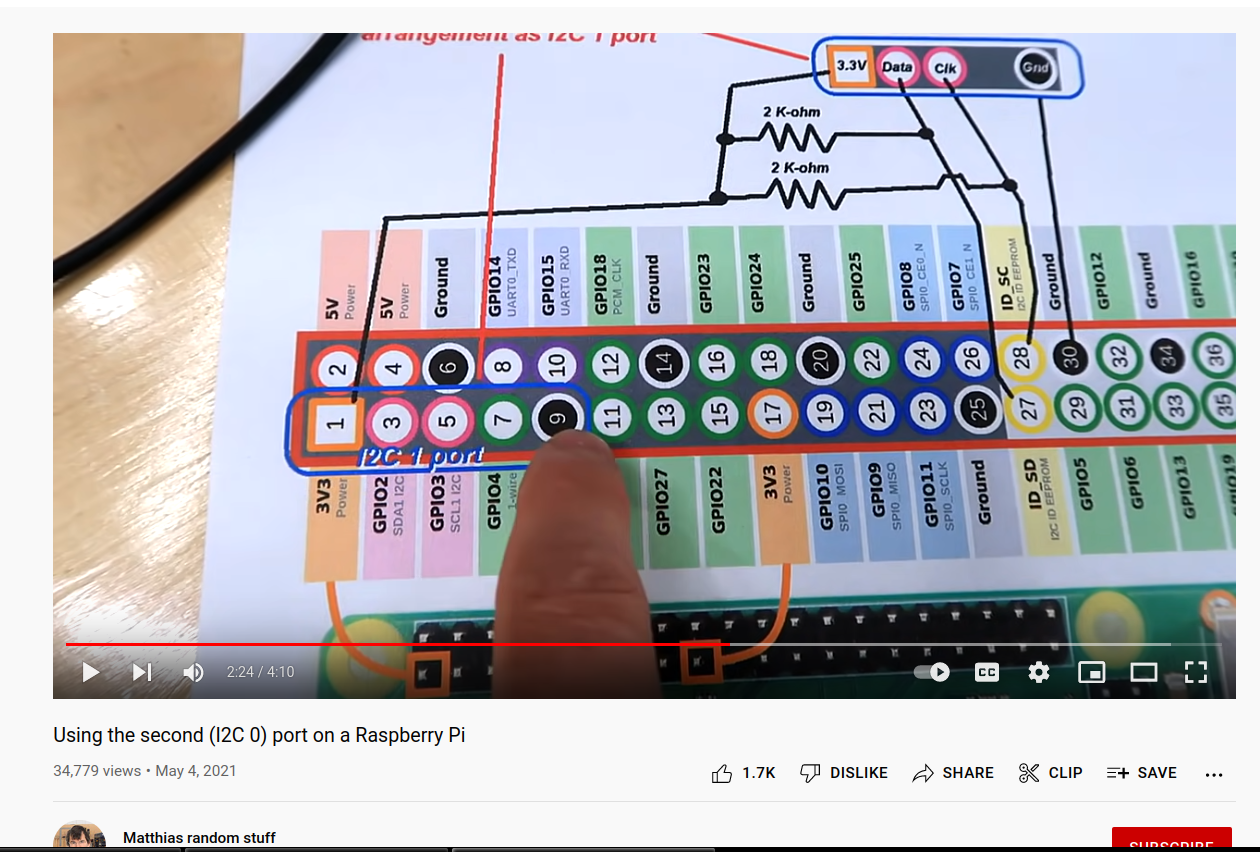 arrangement as I2C 1 port
3.3V Data Clk Gnd
2 K-ohm
2 K-ohm
5V Power
5V Power
Ground
GPIO14 UART0_TXD
GPIO15 UART0_RXD
GPIO18 PCM_CLK
Ground
GPIO23
GPIO24
Ground
GPIO25
GPIO8 SPI0_CE0_N
GPIO7 SPI0_CE1_N
ID_SC I2C ID EEPROM
Ground
GPIO12
Ground
GPIO16
2 4 6 8 10 12 14 16 18 20 22 24 26 28 30 32 34 36
1 3 5 7 9 11 13 15 17 19 21 23 25 27 29 31 33 35
I2C 1 port
3V3 Power
GPIO2 SDA1 I2C
GPIO3 SCL1 I2C
GPIO4 1-wire
GPIO27
GPIO22
3V3 Power
GPIO10 SPI0_MOSI
GPIO9 SPI0_MISO
GPIO11 SPI0_SCLK
Ground
ID_SD I2C ID EEPROM
GPIO5
GPIO6
GPIO13
GPIO19
2:24 / 4:10
CC
Using the second (I2C 0) port on a Raspberry Pi
34,779 views • May 4, 2021
1.7K DISLIKE SHARE CLIP SAVE
Matthias random stuff
SUBSCRIBE